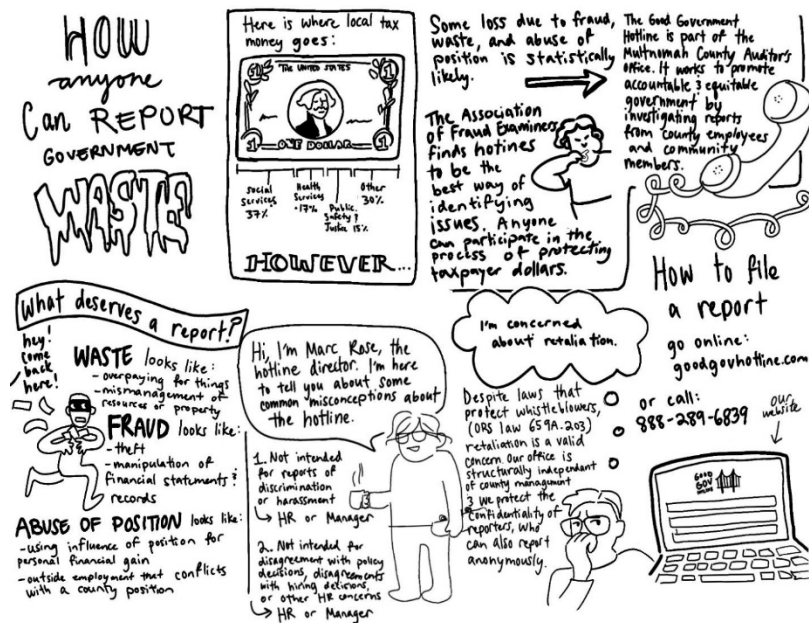 HOW
anyone
Can REPORT
GOVERNMENT
WASTE
Here is where local tax
money goes:
THE UNITED STATES
1
1
1
ONE DOLLAR
Social
Services
37%
Health
Services
17%
Public
Safety &
Justice 15%
Other
30%
HOWEVER...
Some loss due to fraud,
waste, and abuse of
position is statistically
likely.
The Association
of Fraud Examiners
finds hotines
to be the
best way of
identifying
issues. Anyone
can participate in the
process of protecting
taxpayer dollars.
The Good Government
Hotline is part of the
Multnomah County Auditor's
office. It works to promote
accountable & equitable
government by
investigating reports
from county employees
and community
members.
What deserves a report?
hey!
come
back
here!
WASTE looks like:
- overpaying for things
- mismanagement of
resources or property
FRAUD looks like:
- theft
- manipulation of
financial statements &
records
ABUSE OF POSITION looks like:
- using influence of position for
personal financial gain
- outside employment that conflicts
with a county position
Hi, I'm Marc Rose, the
hotline director. I'm here
to tell you about some
common misconceptions about
the hotline.
1. Not intended
for reports of
discrimination
or harassment
→ HR or Manager
2. Not intended for
disagreement with policy
decisions, disagreements
with hiring decisions,
or other HR concerns
→ HR or Manager
I'm concerned
about retaliation.
Despite laws that
protect whistleblowers,
(ORS law 659A.203)
retaliation is a valid
concern. Our office is
structurally independent
of county management
& We protect the
confidentiality of
reporters, who
can also report
anonymously.
How to file
a report
go online:
goodgovhotline.com
or call:
888-289-6839
our
website
GOOD
GOV